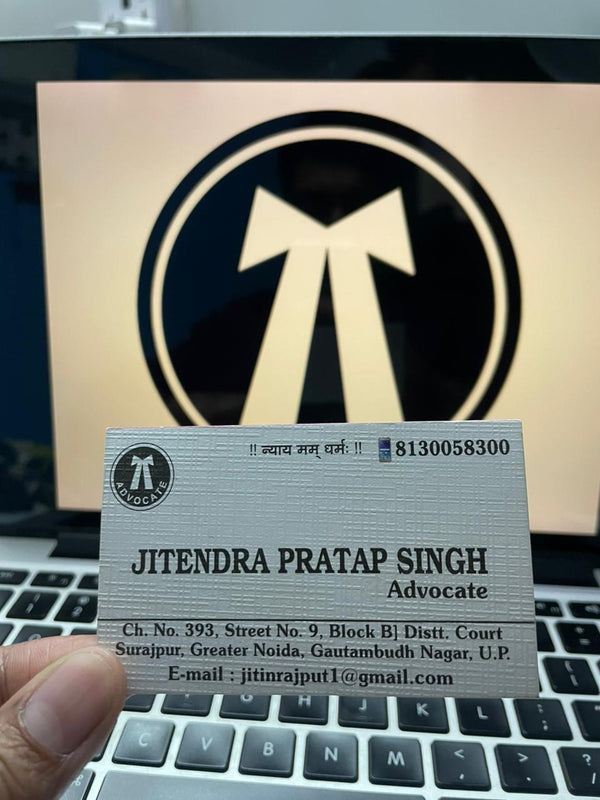 !! न्याय मम् धर्मः !! 8130058300
ADVOCATE
JITENDRA PRATAP SINGH
Advocate
Ch. No. 393, Street No. 9, Block B] Distt. Court
Surajpur, Greater Noida, Gautambudh Nagar, U.P.
E-mail : jitinrajput1@gmail.com
G H J K L
C V B N M < , > . ? /